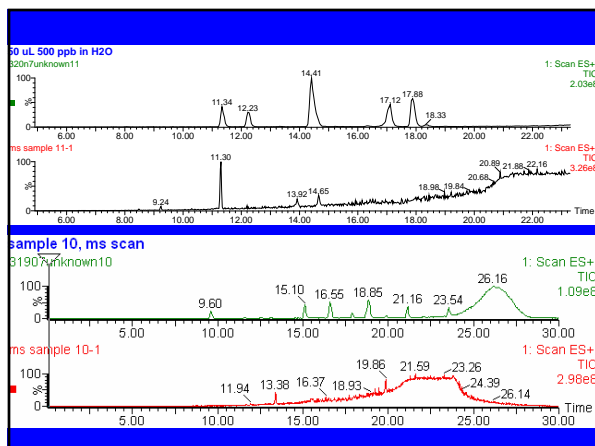 50 uL 500 ppb in H2O
320n7unknown11
1: Scan ES+
TIC
2.03e8
100
%
11.34
12.23
14.41
17.12
17.88
18.33
6.00 8.00 10.00 12.00 14.00 16.00 18.00 20.00 22.00
ms sample 11-1
1: Scan ES+
TIC
3.26e8
100
%
9.24
11.30
13.92
14.65
18.98
19.84
20.68
20.89
21.88
22.16
Time
6.00 8.00 10.00 12.00 14.00 16.00 18.00 20.00 22.00
sample 10, ms scan
31907unknown10
1: Scan ES+
TIC
1.09e8
100
%
0
9.60
15.10
16.55
18.85
21.16
23.54
26.16
5.00 10.00 15.00 20.00 25.00 30.00
ms sample 10-1
1: Scan ES+
TIC
2.98e8
100
%
0
11.94
13.38
16.37
18.93
19.86
21.59
23.26
24.39
26.14
Time
5.00 10.00 15.00 20.00 25.00 30.00